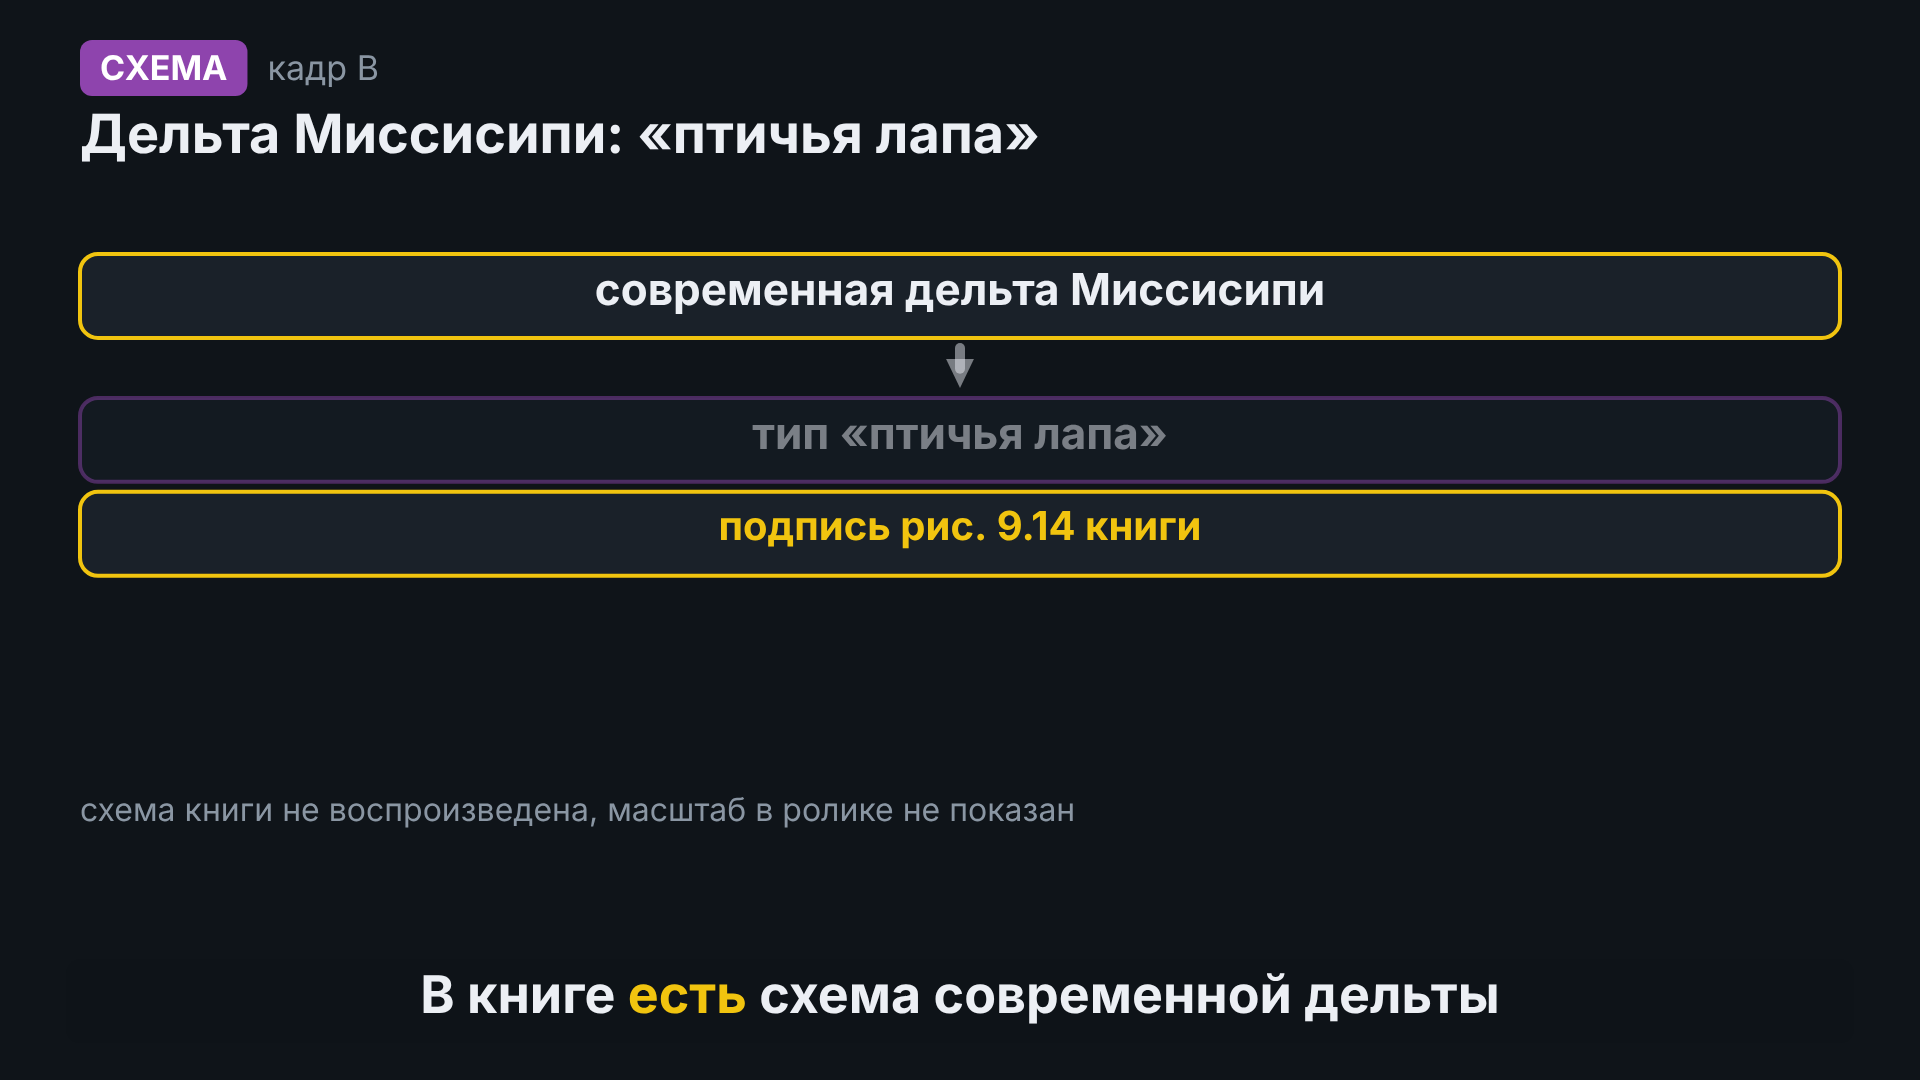 СХЕМА кадр В
Дельта Миссисипи: «птичья лапа»
современная дельта Миссисипи
тип «птичья лапа»
подпись рис. 9.14 книги
схема книги не воспроизведена, масштаб в ролике не показан
В книге есть схема современной дельты